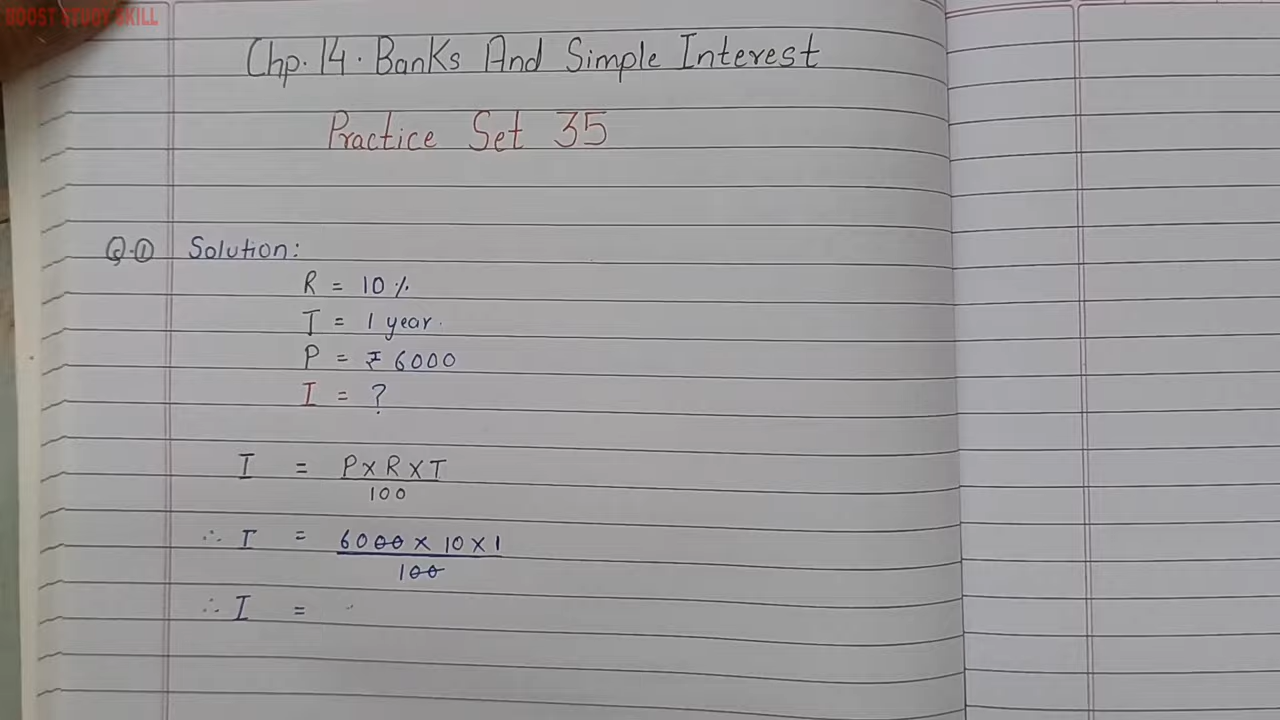 BOOST STUDY SKILL
Chp. 14. Banks And Simple Interest
Practice Set 35
Q.① Solution:
R = 10 %
T = 1 year.
P = ₹ 6000
I = ?
I = P x R x T
100
∴ I = 6000 x 10 x 1
100
∴ I =